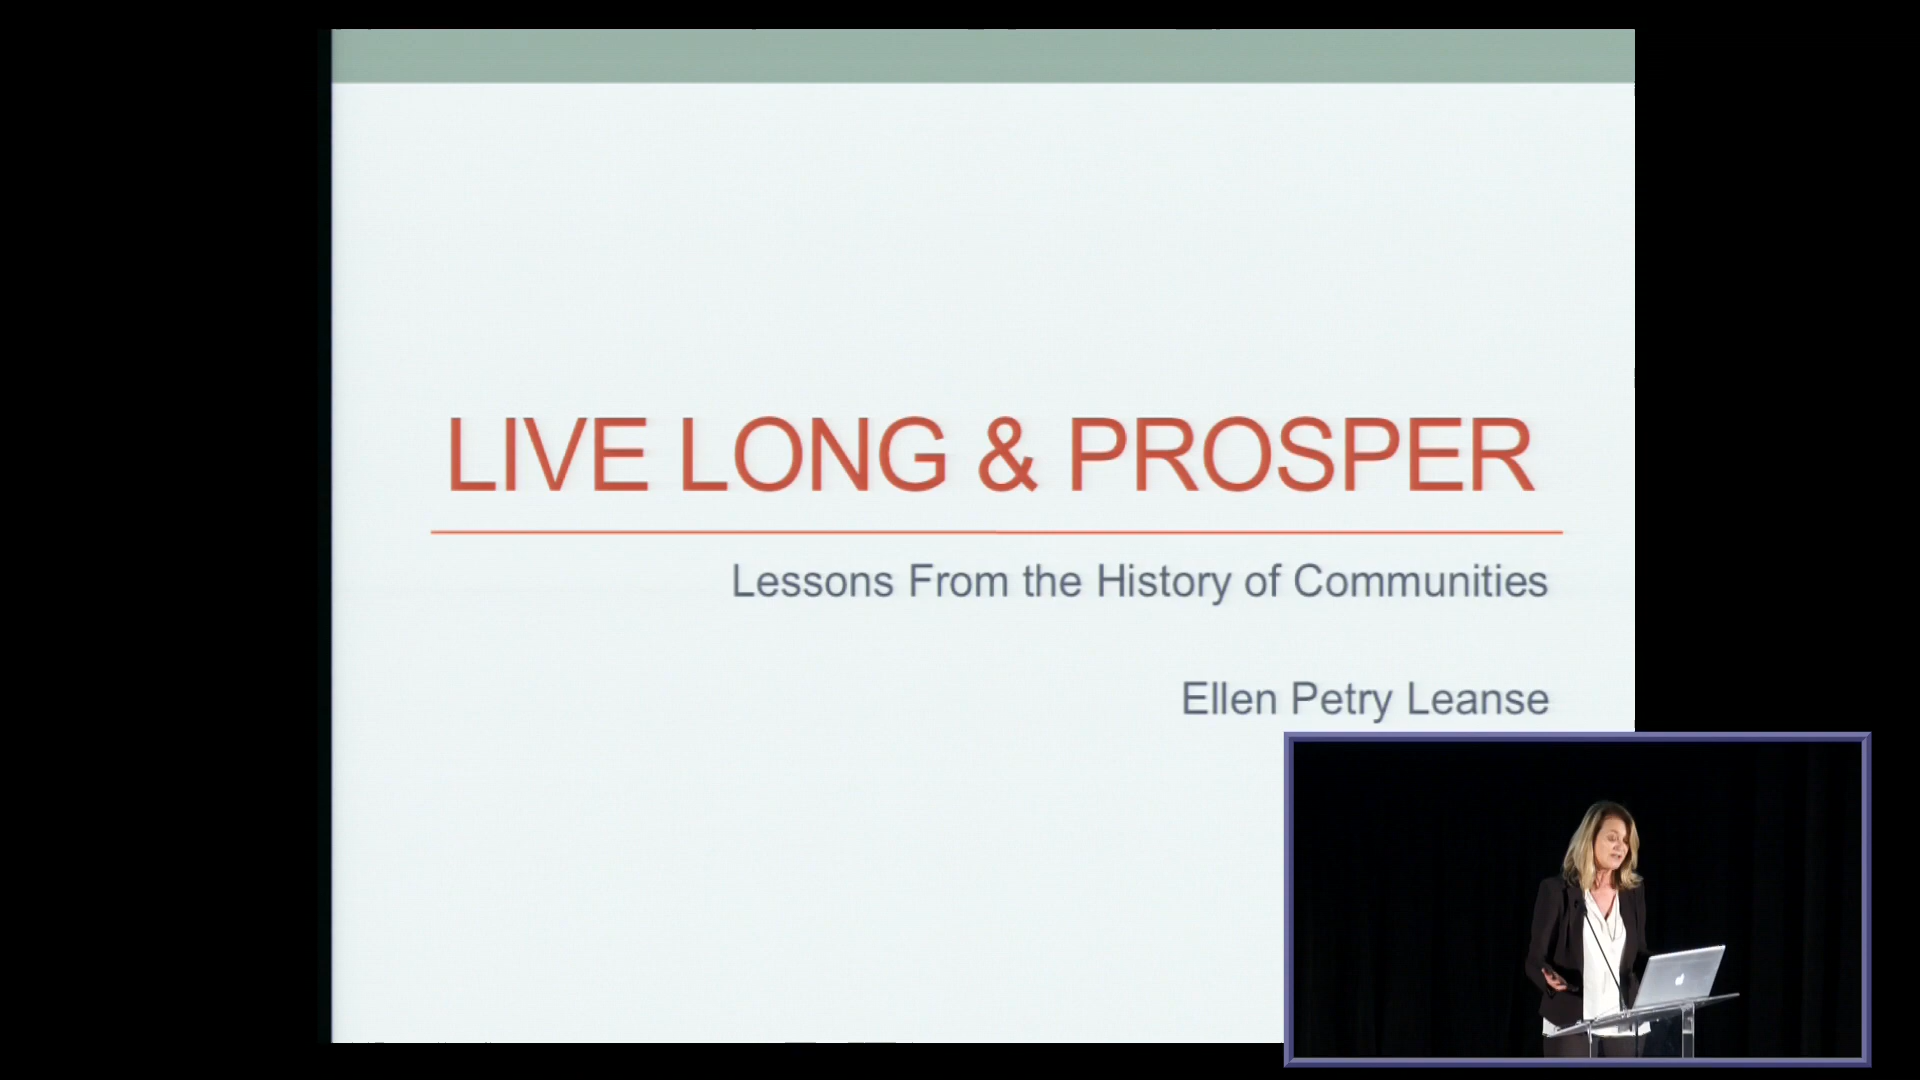 LIVE LONG & PROSPER
Lessons From the History of Communities
Ellen Petry Leanse